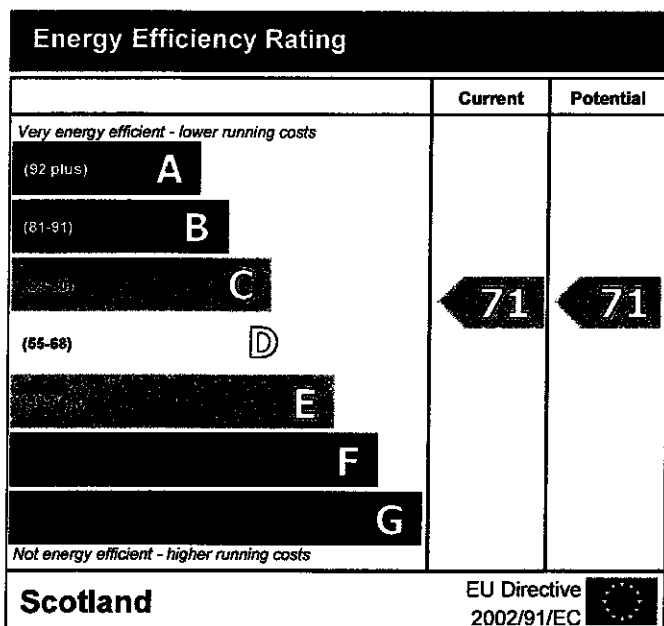 Energy Efficiency Rating
Current Potential
Very energy efficient - lower running costs
(92 plus) A
(81-91) B
C
71 71
(55-68) D
E
F
G
Not energy efficient - higher running costs
Scotland
EU Directive
2002/91/EC